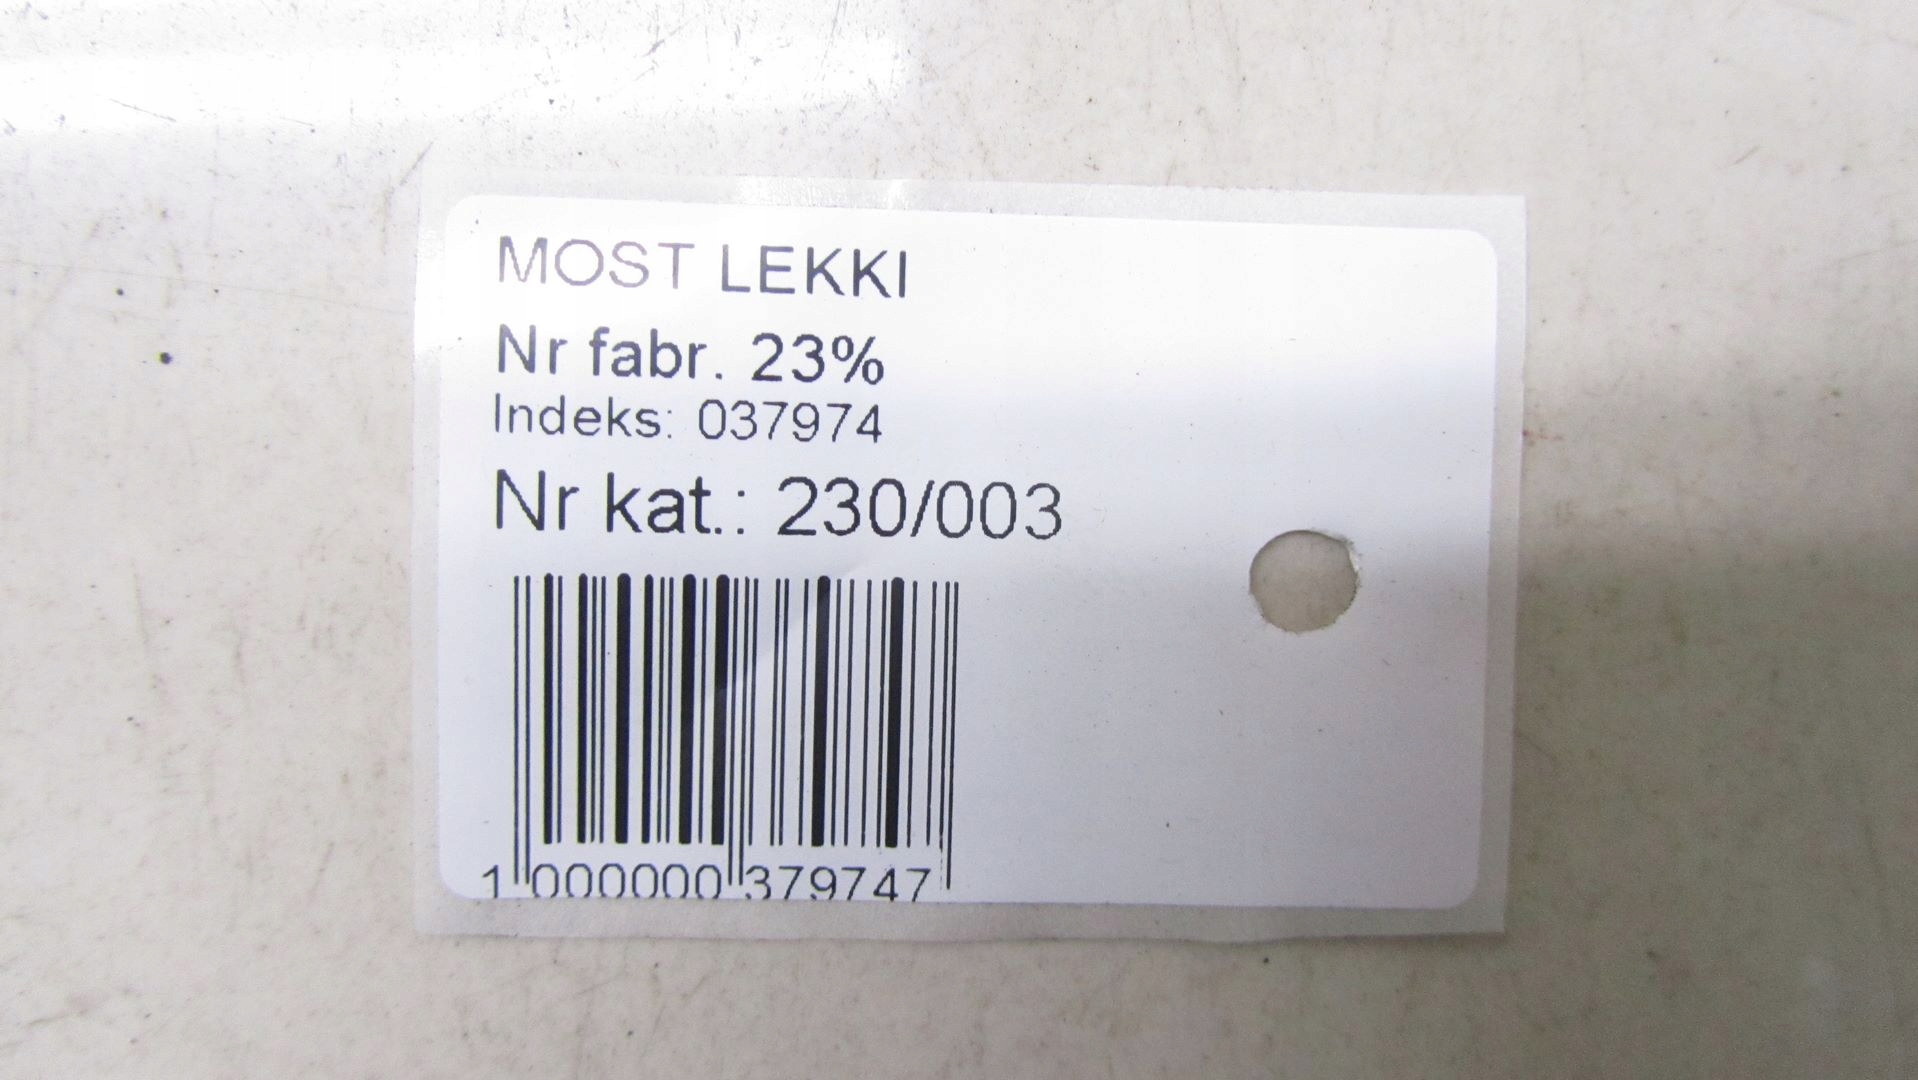 MOST LEKKI
Nr fabr. 23%
Indeks: 037974
Nr kat.: 230/003
1 000000 379747